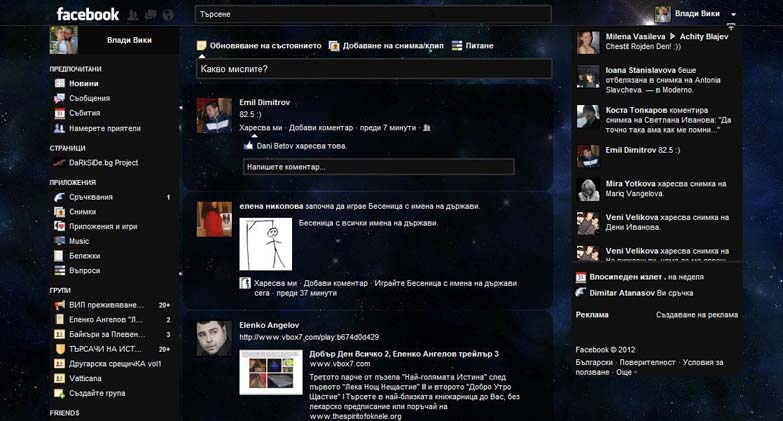 facebook
Търсене
Влади Вики
Влади Вики
ПРЕДПОЧИТАНИ
Новини
Съобщения
Събития
Намерете приятели
СТРАНИЦИ
DaRkSiDe.bg Project
ПРИЛОЖЕНИЯ
Сръчквания 1
Снимки
Приложения и игри
Music
Бележки
Въпроси
ГРУПИ
ВИП преживяване... 20+
Еленко Ангелов "Л... 2
Байкъри за Плевен... 2
ТЪРСАЧИ НА ИСТ... 20+
Другарска срещичКА vol1
Vatticana
Създайте група
FRIENDS
Обновяване на състоянието Добавяне на снимка/клип Питане
Какво мислите?
Emil Dimitrov
82.5 :)
Харесва ми · Добави коментар · преди 7 минути ·
Dani Betov харесва това.
Напишете коментар...
елена николова започна да играе Бесеница с имена на държави.
Бесеница с всички имена на държави.
Харесва ми · Добави коментар · Играйте Бесеница с имена на държави
сега · преди 37 минути
Elenko Angelov
http://www.vbox7.com/play:b674d0d429
Добър Ден Всичко 2, Еленко Ангелов трейлър 3
www.vbox7.com
Третото парче от пъзела "Най-голямата Истина" след
първото "Лека Нощ Нещастие" !!! и второто "Добро Утро
Щастие" ! Търсете в най-близката книжарница до Вас, без
лекарско предписание или поръчай на
www.thespiritofoknele.org
Milena Vasileva Achity Blajev
Chestit Rojden Den! :))
Ioana Stanislavova беше
отбелязана в снимка на Antonia
Slavcheva. — в Moderno.
Коста Топкаров коментира
снимка на Светлана Иванова: "Да
точно така ама как ме помни..."
Emil Dimitrov 82.5 :)
Mira Yotkova харесва снимка на
Mariq Vangelova.
Veni Velikova харесва снимка на
Дени Иванова.
Veni Velikova харесва снимка на
Влосипеден излет . на неделя
Dimitar Atanasov Ви сръчка
Реклама Създаване на реклама
Facebook © 2012
Български · Поверителност · Условия за
ползване · Още